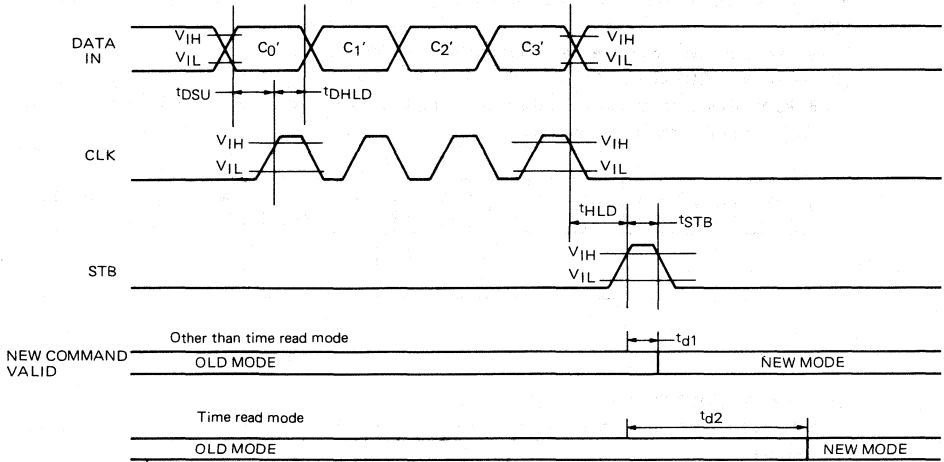 DATA IN
VIH
VIL
C0'
C1'
C2'
C3'
VIH
VIL
tDSU
tDHLD
CLK
VIH
VIL
VIH
VIL
tHLD
tSTB
STB
VIH
VIL
Other than time read mode
td1
NEW COMMAND VALID
OLD MODE
NEW MODE
Time read mode
td2
OLD MODE
NEW MODE